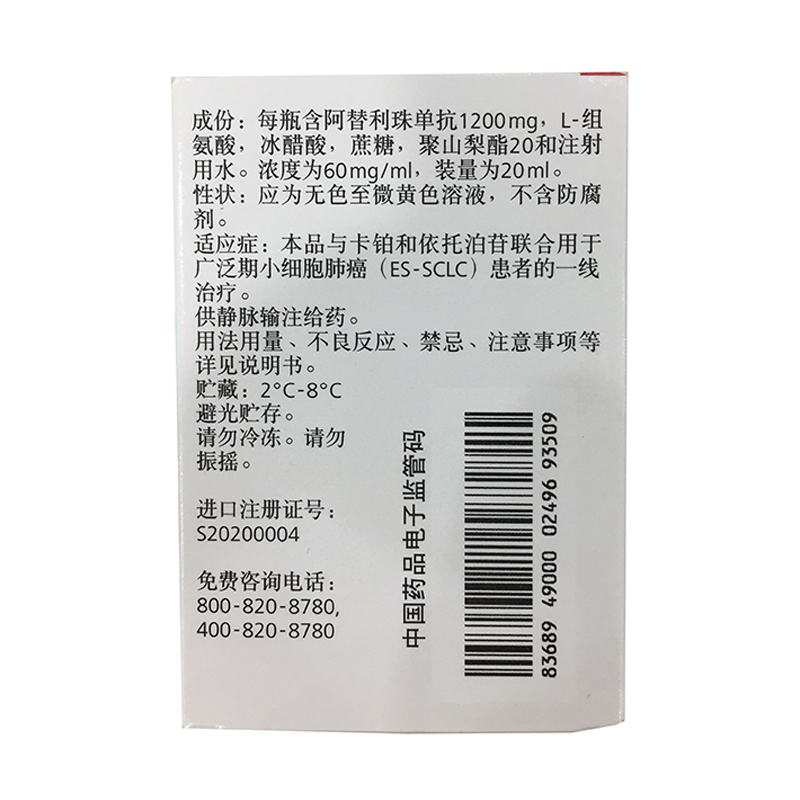 成份：每瓶含阿替利珠单抗1200mg，L-组
氨酸，冰醋酸，蔗糖，聚山梨酯20和注射
用水。浓度为60mg/ml，装量为20ml。
性状：应为无色至微黄色溶液，不含防腐
剂。
适应症：本品与卡铂和依托泊苷联合用于
广泛期小细胞肺癌（ES-SCLC）患者的一线
治疗。
供静脉输注给药。
用法用量、不良反应、禁忌、注意事项等
详见说明书。
贮藏：2°C-8°C
避光贮存。
请勿冷冻。请勿
振摇。
进口注册证号：
S20200004
免费咨询电话：
800-820-8780,
400-820-8780
中国药品电子监管码
83689 49000 02496 93509